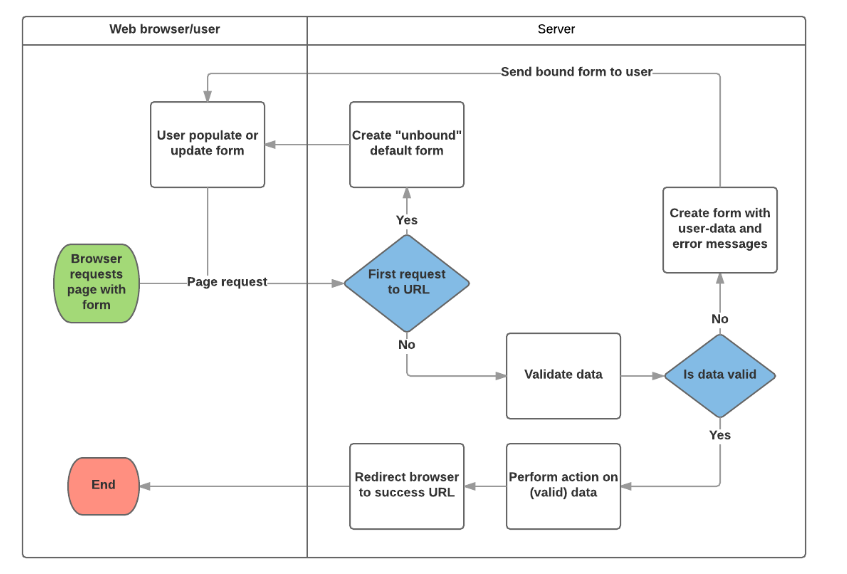 Web browser/user
Server
Send bound form to user
User populate or
update form
Create "unbound"
default form
Create form with
user-data and
error messages
Yes
Browser
requests
page with
form
Page request
First request
to URL
No
No
Validate data
Is data valid
Yes
End
Redirect browser
to success URL
Perform action on
(valid) data